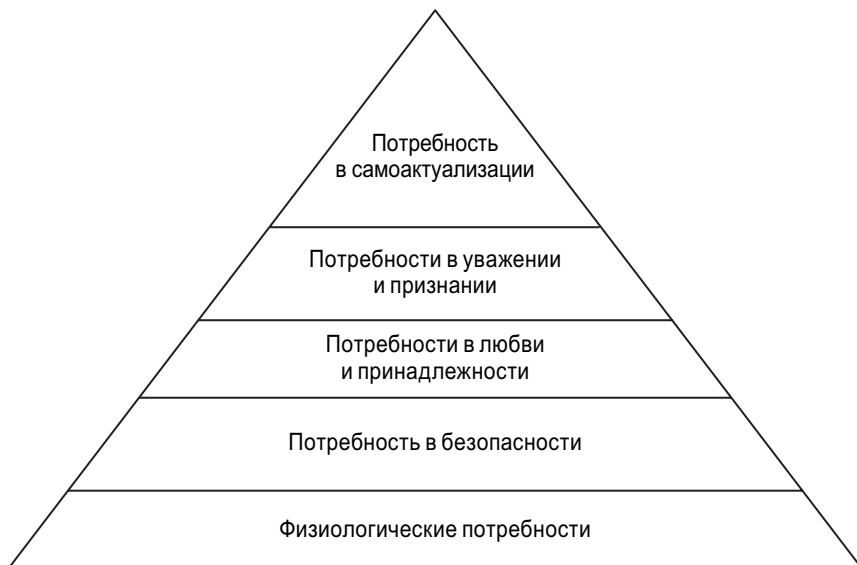 Потребность
в самоактуализации
Потребности в уважении
и признании
Потребности в любви
и принадлежности
Потребность в безопасности
Физиологические потребности